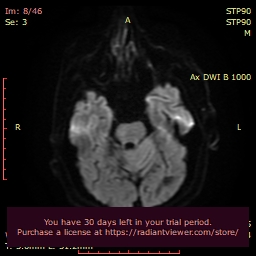 Im: 8/46
Se: 3
A
STP90
STP90
M
Ax DWI B 1000
R
L
You have 30 days left in your trial period.
Purchase a license at https://radiantviewer.com/store/